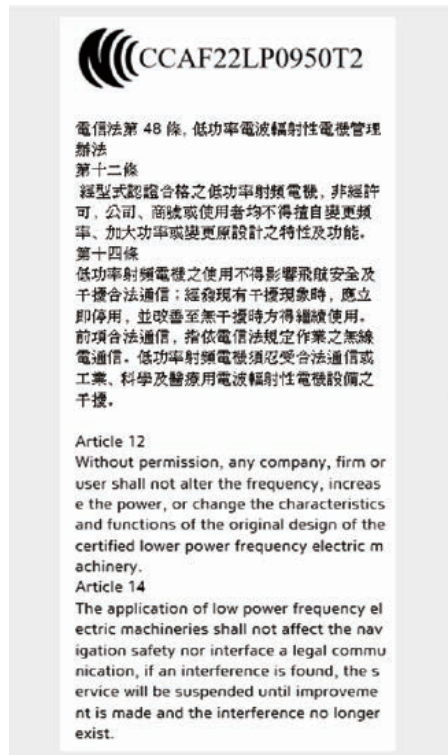 CCAF22LP0950T2
電信法第 48 條, 低功率電波輻射性電機管理
辦法
第十二條
經型式認證合格之低功率射頻電機, 非經許
可, 公司、商號或使用者均不得擅自變更頻
率、加大功率或變更原設計之特性及功能。
第十四條
低功率射頻電機之使用不得影響飛航安全及
干擾合法通信；經發現有干擾現象時, 應立
即停用, 並改善至無干擾時方得繼續使用。
前項合法通信, 指依電信法規定作業之無線
電通信。低功率射頻電機須忍受合法通信或
工業、科學及醫療用電波輻射性電機設備之
干擾。
Article 12
Without permission, any company, firm or
user shall not alter the frequency, increas
e the power, or change the characteristics
and functions of the original design of the
certified lower power frequency electric m
achinery.
Article 14
The application of low power frequency el
ectric machineries shall not affect the nav
igation safety nor interface a legal commu
nication, if an interference is found, the s
ervice will be suspended until improveme
nt is made and the interference no longer
exist.